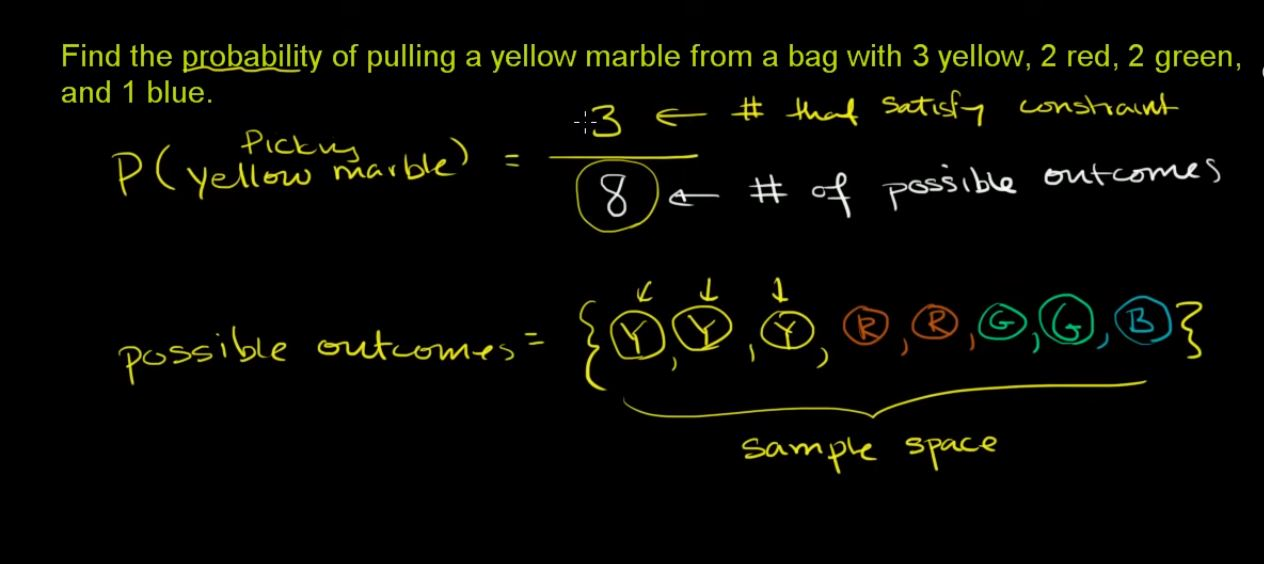 Find the probability of pulling a yellow marble from a bag with 3 yellow, 2 red, 2 green,
and 1 blue.
P(picking yellow marble) = 3 ← # that satisfy constraint
8 ← # of possible outcomes
possible outcomes = {Y, Y, Y, R, R, G, G, B}
sample space